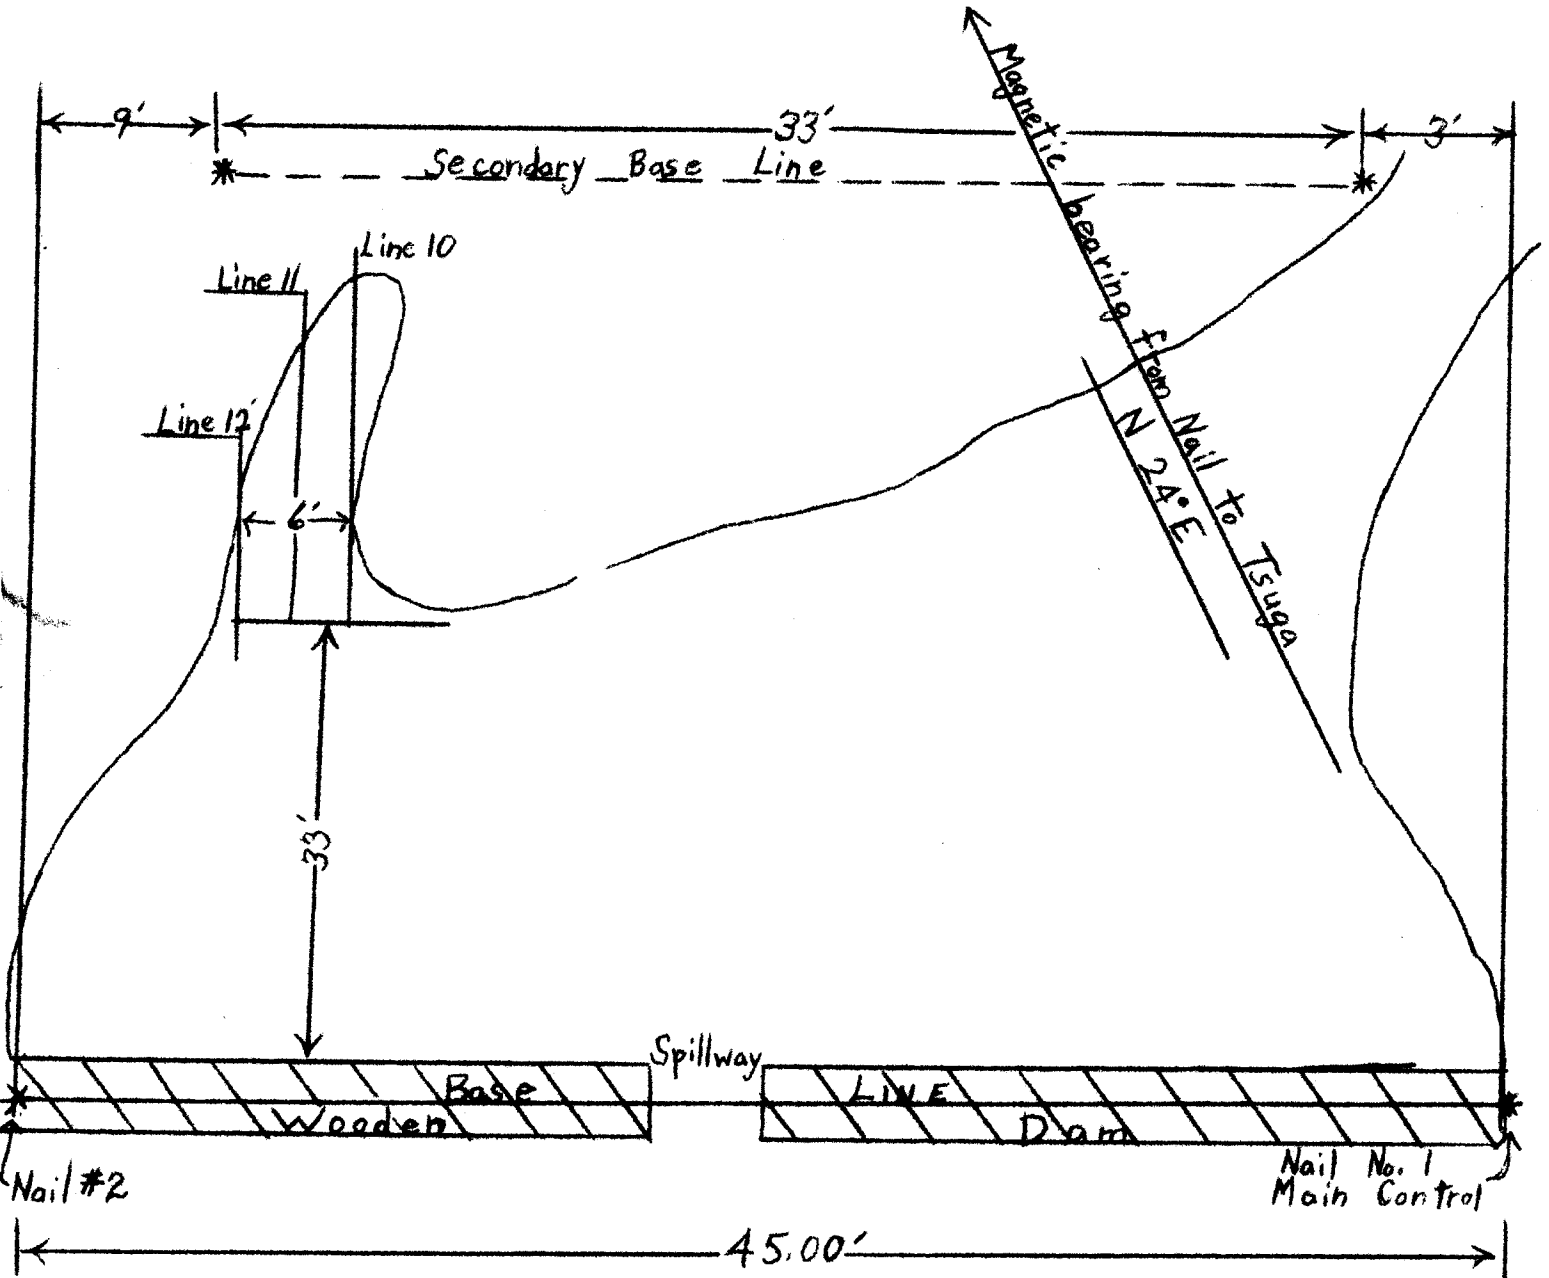 9' 33' 3'
Secondary Base Line
Line 10
Line 11
Line 12'
6'
Magnetic bearing from Nail to Tsuga
N 24° E
33'
Spillway
Base LINE
Wooden Dam
Nail #2
Nail No. 1
Main Control
45.00'